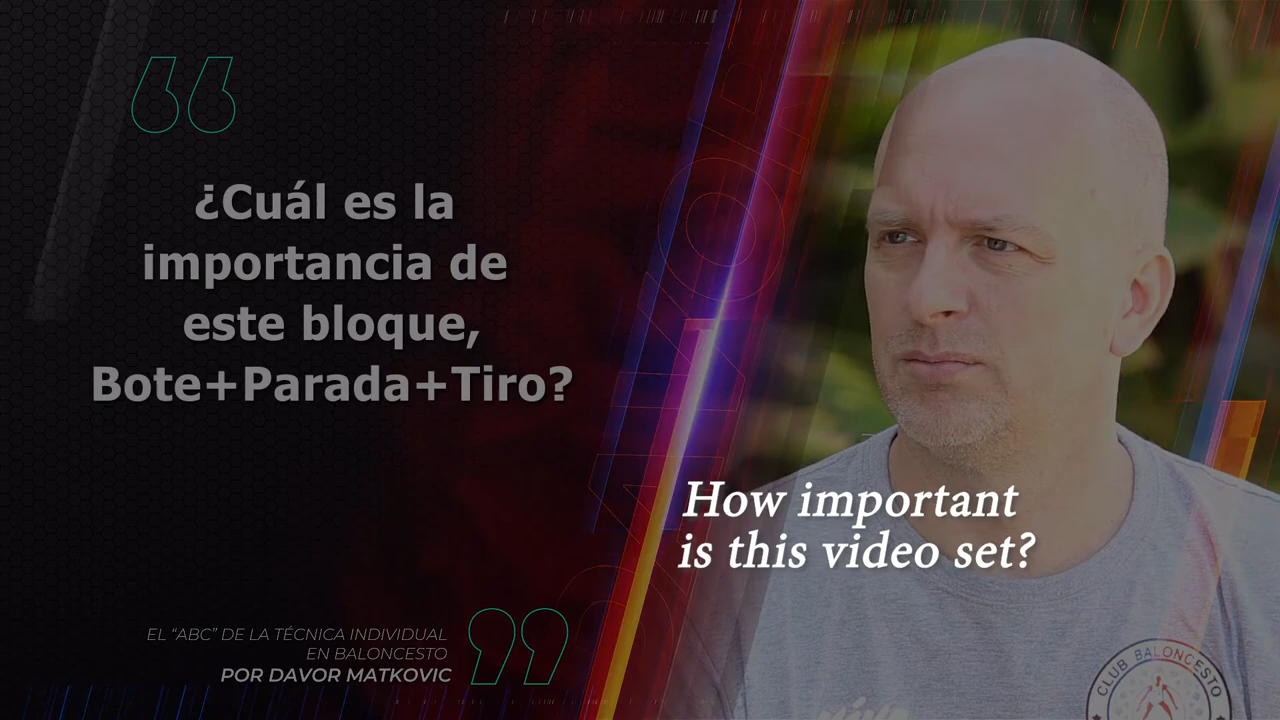 ¿Cuál es la
importancia de
este bloque,
Bote+Parada+Tiro?
How important
is this video set?
EL “ABC” DE LA TÉCNICA INDIVIDUAL
EN BALONCESTO
POR DAVOR MATKOVIC
CLUB BALONCESTO